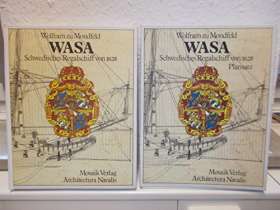 Wolfram zu Mondfeld
WASA
Schwedisches Regalschiff von 1628
Mosaik Verlag
Architectura Navalis
Wolfram zu Mondfeld
WASA
Schwedisches Regalschiff von 1628
Plansatz
Mosaik Verlag
Architectura Navalis